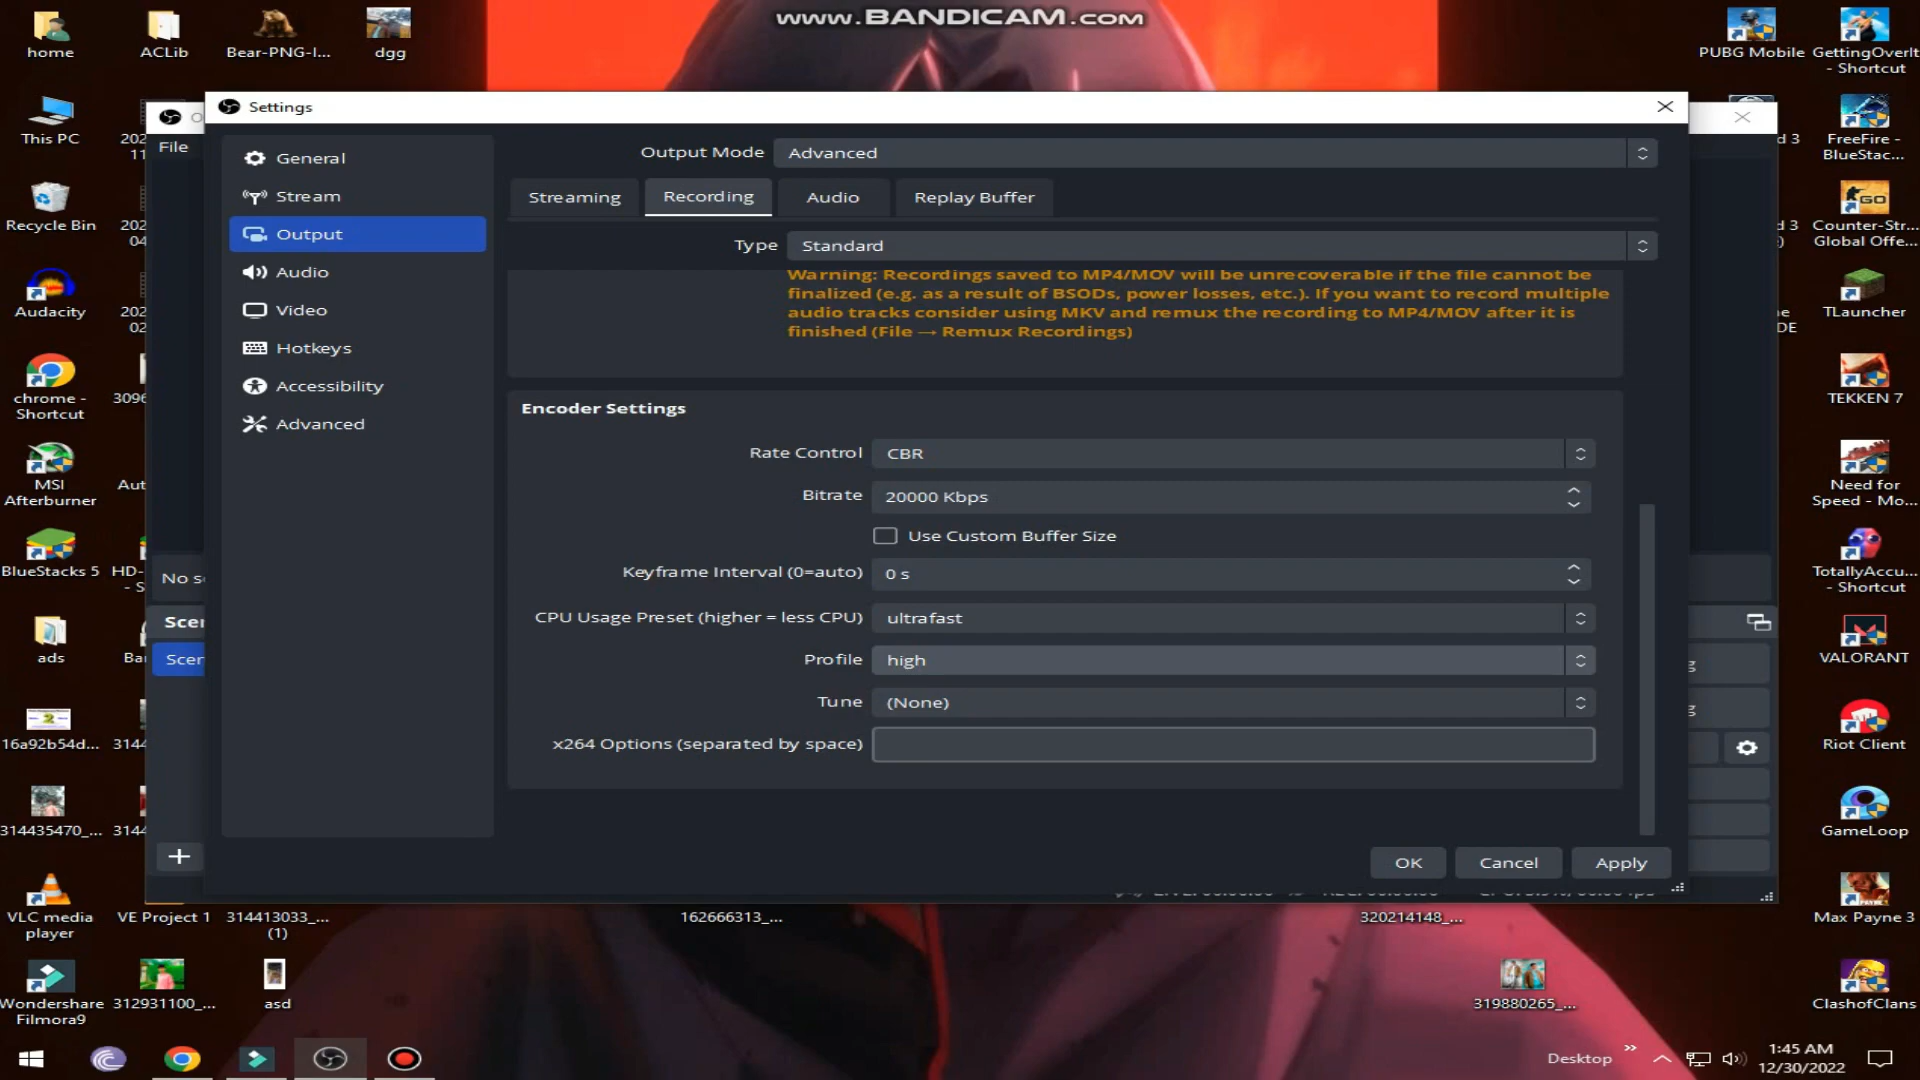 www.BANDICAM.com
home
ACLib
Bear-PNG-I...
dgg
PUBG Mobile
GettingOverIt
- Shortcut
Settings
This PC
File
General
Stream
Output
Audio
Video
Hotkeys
Accessibility
Advanced
Output Mode
Advanced
Streaming
Recording
Audio
Replay Buffer
Type
Standard
Warning: Recordings saved to MP4/MOV will be unrecoverable if the file cannot be
finalized (e.g. as a result of BSODs, power losses, etc.). If you want to record multiple
audio tracks consider using MKV and remux the recording to MP4/MOV after it is
finished (File → Remux Recordings)
Encoder Settings
Rate Control
CBR
Bitrate
20000 Kbps
Use Custom Buffer Size
Keyframe Interval (0=auto)
0 s
CPU Usage Preset (higher = less CPU)
ultrafast
Profile
high
Tune
(None)
x264 Options (separated by space)
OK
Cancel
Apply
Recycle Bin
Audacity
chrome -
Shortcut
3096
MSI
Afterburner
Aut
BlueStacks 5
HD-
- S
No s
ads
Ba
Scen
Scen
16a92b54d...
3144
314435470_...
3144
VLC media
player
VE Project 1
314413033_...
(1)
162666313_...
320214148_...
Wondershare
Filmora9
312931100_...
asd
319880265_...
FreeFire -
BlueStac...
Counter-Str...
Global Offe...
TLauncher
TEKKEN 7
Need for
Speed - Mo...
TotallyAccu...
- Shortcut
VALORANT
Riot Client
GameLoop
Max Payne 3
ClashofClans
Desktop
1:45 AM
12/30/2022